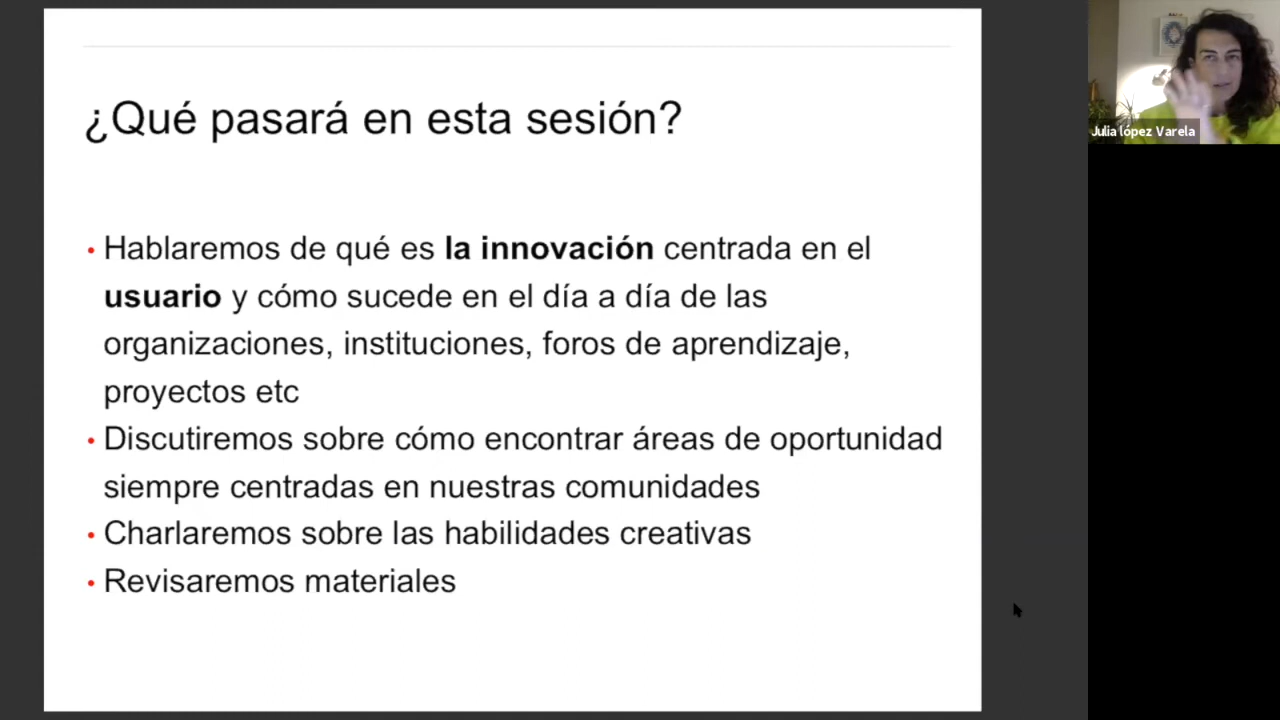 ¿Qué pasará en esta sesión?
• Hablaremos de qué es la innovación centrada en el
usuario y cómo sucede en el día a día de las
organizaciones, instituciones, foros de aprendizaje,
proyectos etc
• Discutiremos sobre cómo encontrar áreas de oportunidad
siempre centradas en nuestras comunidades
• Charlaremos sobre las habilidades creativas
• Revisaremos materiales
Julia lópez Varela